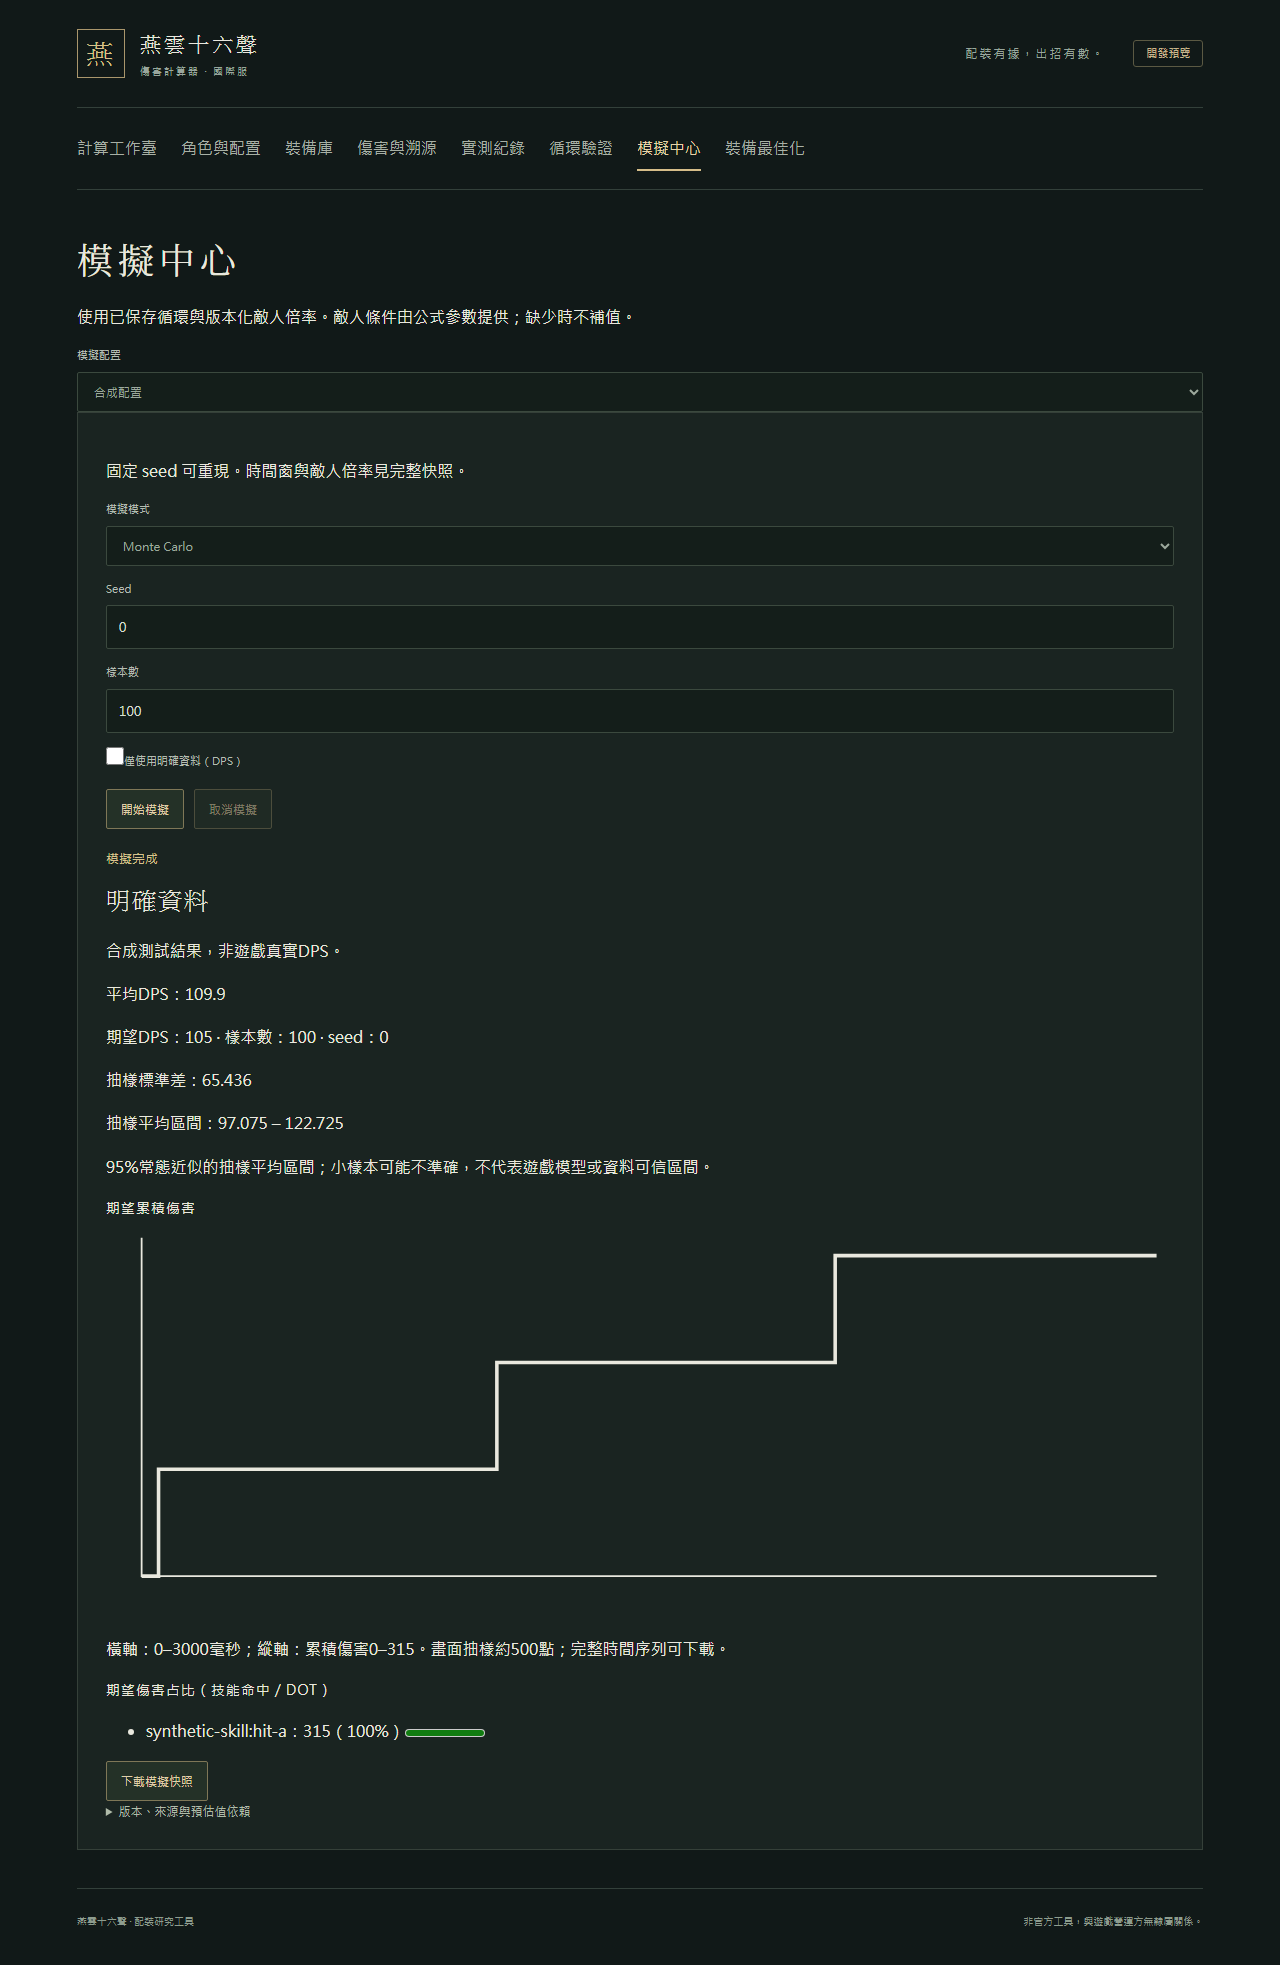 燕
燕雲十六聲
傷害計算器 · 國際服
配裝有據，出招有數。
開發預覽
計算工作臺 角色與配置 裝備庫 傷害與溯源 實測紀錄 循環驗證 模擬中心 裝備最佳化
模擬中心
使用已保存循環與版本化敵人倍率。敵人條件由公式參數提供；缺少時不補值。
模擬配置
合成配置
固定 seed 可重現。時間窗與敵人倍率見完整快照。
模擬模式
Monte Carlo
Seed
0
樣本數
100
僅使用明確資料（DPS）
開始模擬 取消模擬
模擬完成
明確資料
合成測試結果，非遊戲真實DPS。
平均DPS：109.9
期望DPS：105 · 樣本數：100 · seed：0
抽樣標準差：65.436
抽樣平均區間：97.075 – 122.725
95%常態近似的抽樣平均區間；小樣本可能不準確，不代表遊戲模型或資料可信區間。
期望累積傷害
橫軸：0–3000毫秒；縱軸：累積傷害0–315。畫面抽樣約500點；完整時間序列可下載。
期望傷害占比（技能命中 / DOT）
synthetic-skill:hit-a：315（100%）
下載模擬快照
版本、來源與預估值依賴
燕雲十六聲 · 配裝研究工具
非官方工具，與遊戲營運方無隸屬關係。